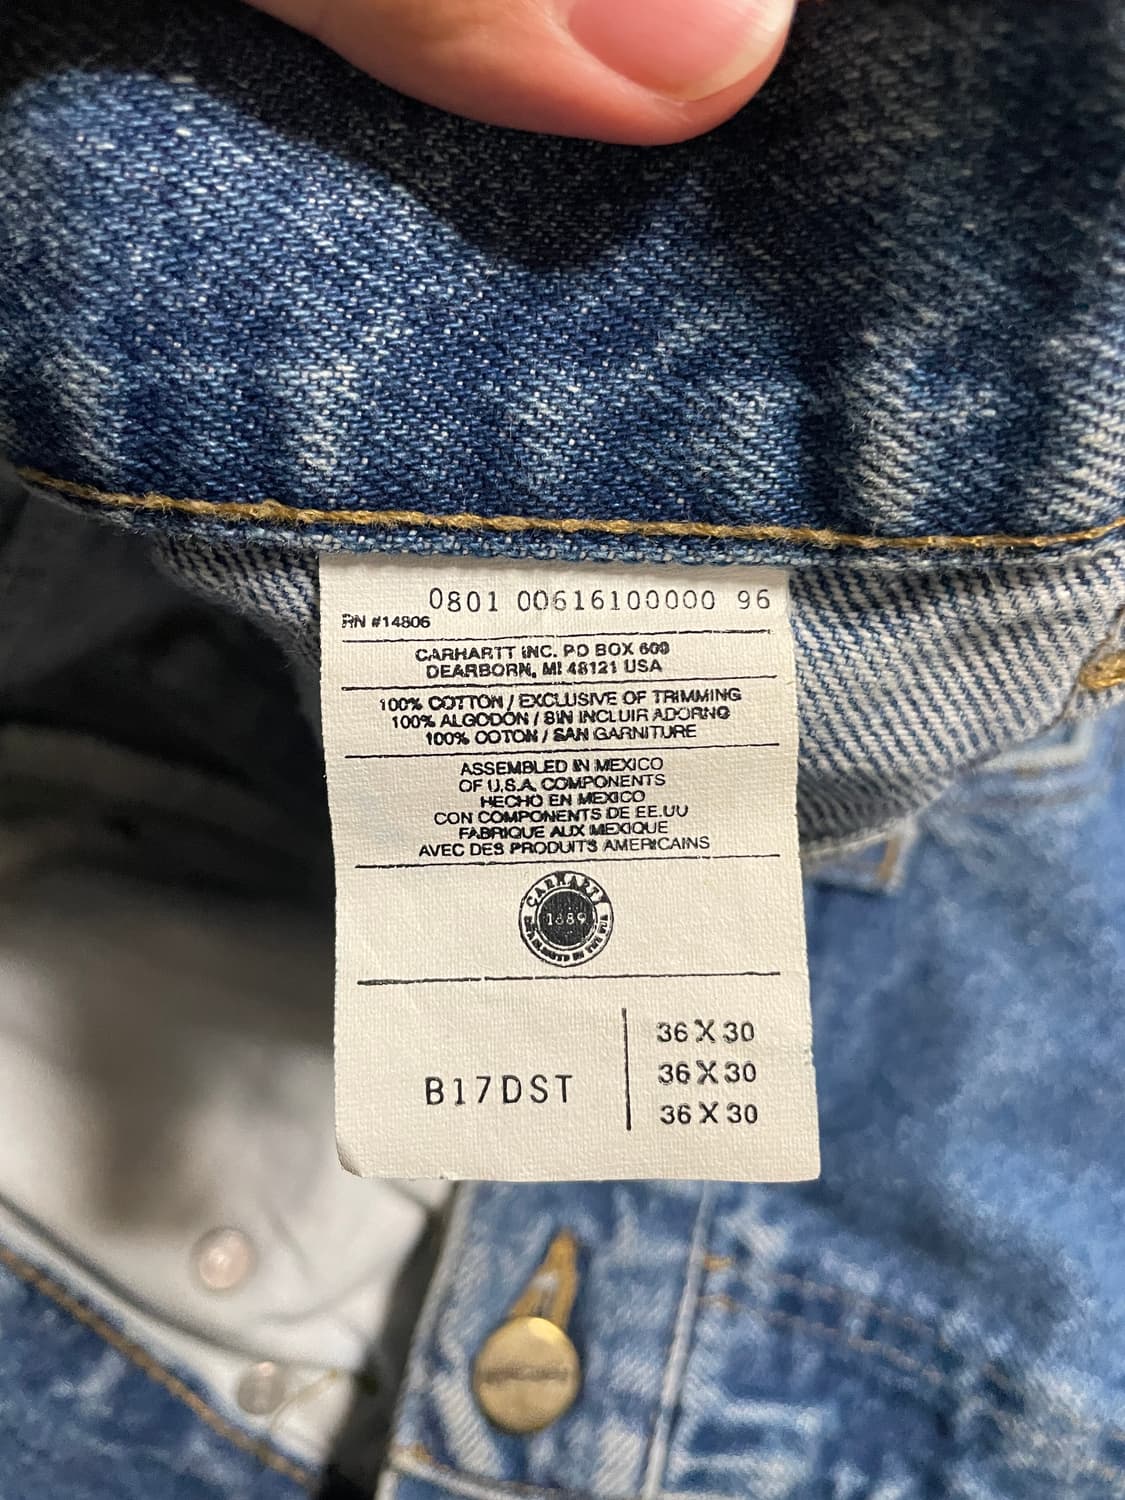 0801 00616100000 96
RN #14806
CARHARTT INC. PO BOX 600
DEARBORN, MI 48121 USA
100% COTTON / EXCLUSIVE OF TRIMMING
100% ALGODON / SIN INCLUIR ADORNO
100% COTON / SAN GARNITURE
ASSEMBLED IN MEXICO
OF U.S.A. COMPONENTS
HECHO EN MEXICO
CON COMPONENTS DE EE.UU
FABRIQUE AUX MEXIQUE
AVEC DES PRODUITS AMERICAINS
CARHARTT
1889
B17DST
36 X 30
36 X 30
36 X 30